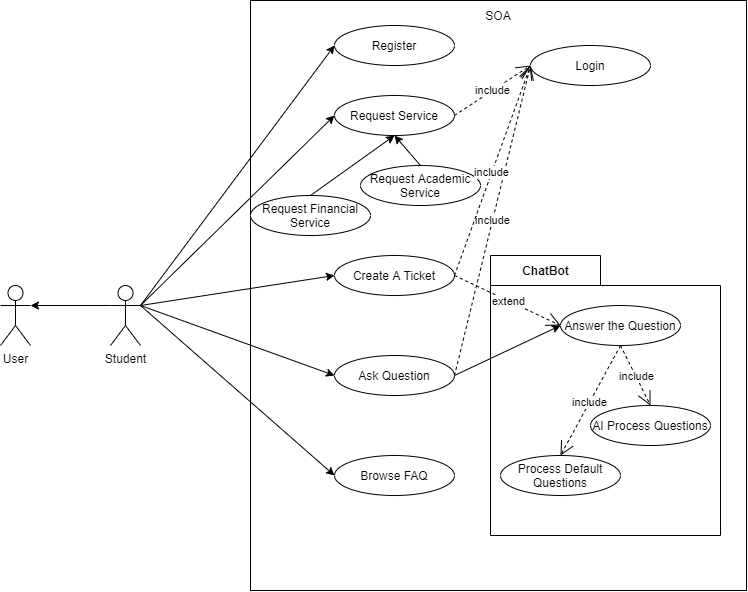 SOA
Register
Login
Request Service
include
include
Request Academic
Service
Request Financial
Service
include
ChatBot
Create A Ticket
extend
Answer the Question
User
Student
Ask Question
include
include
AI Process Questions
Browse FAQ
Process Default
Questions